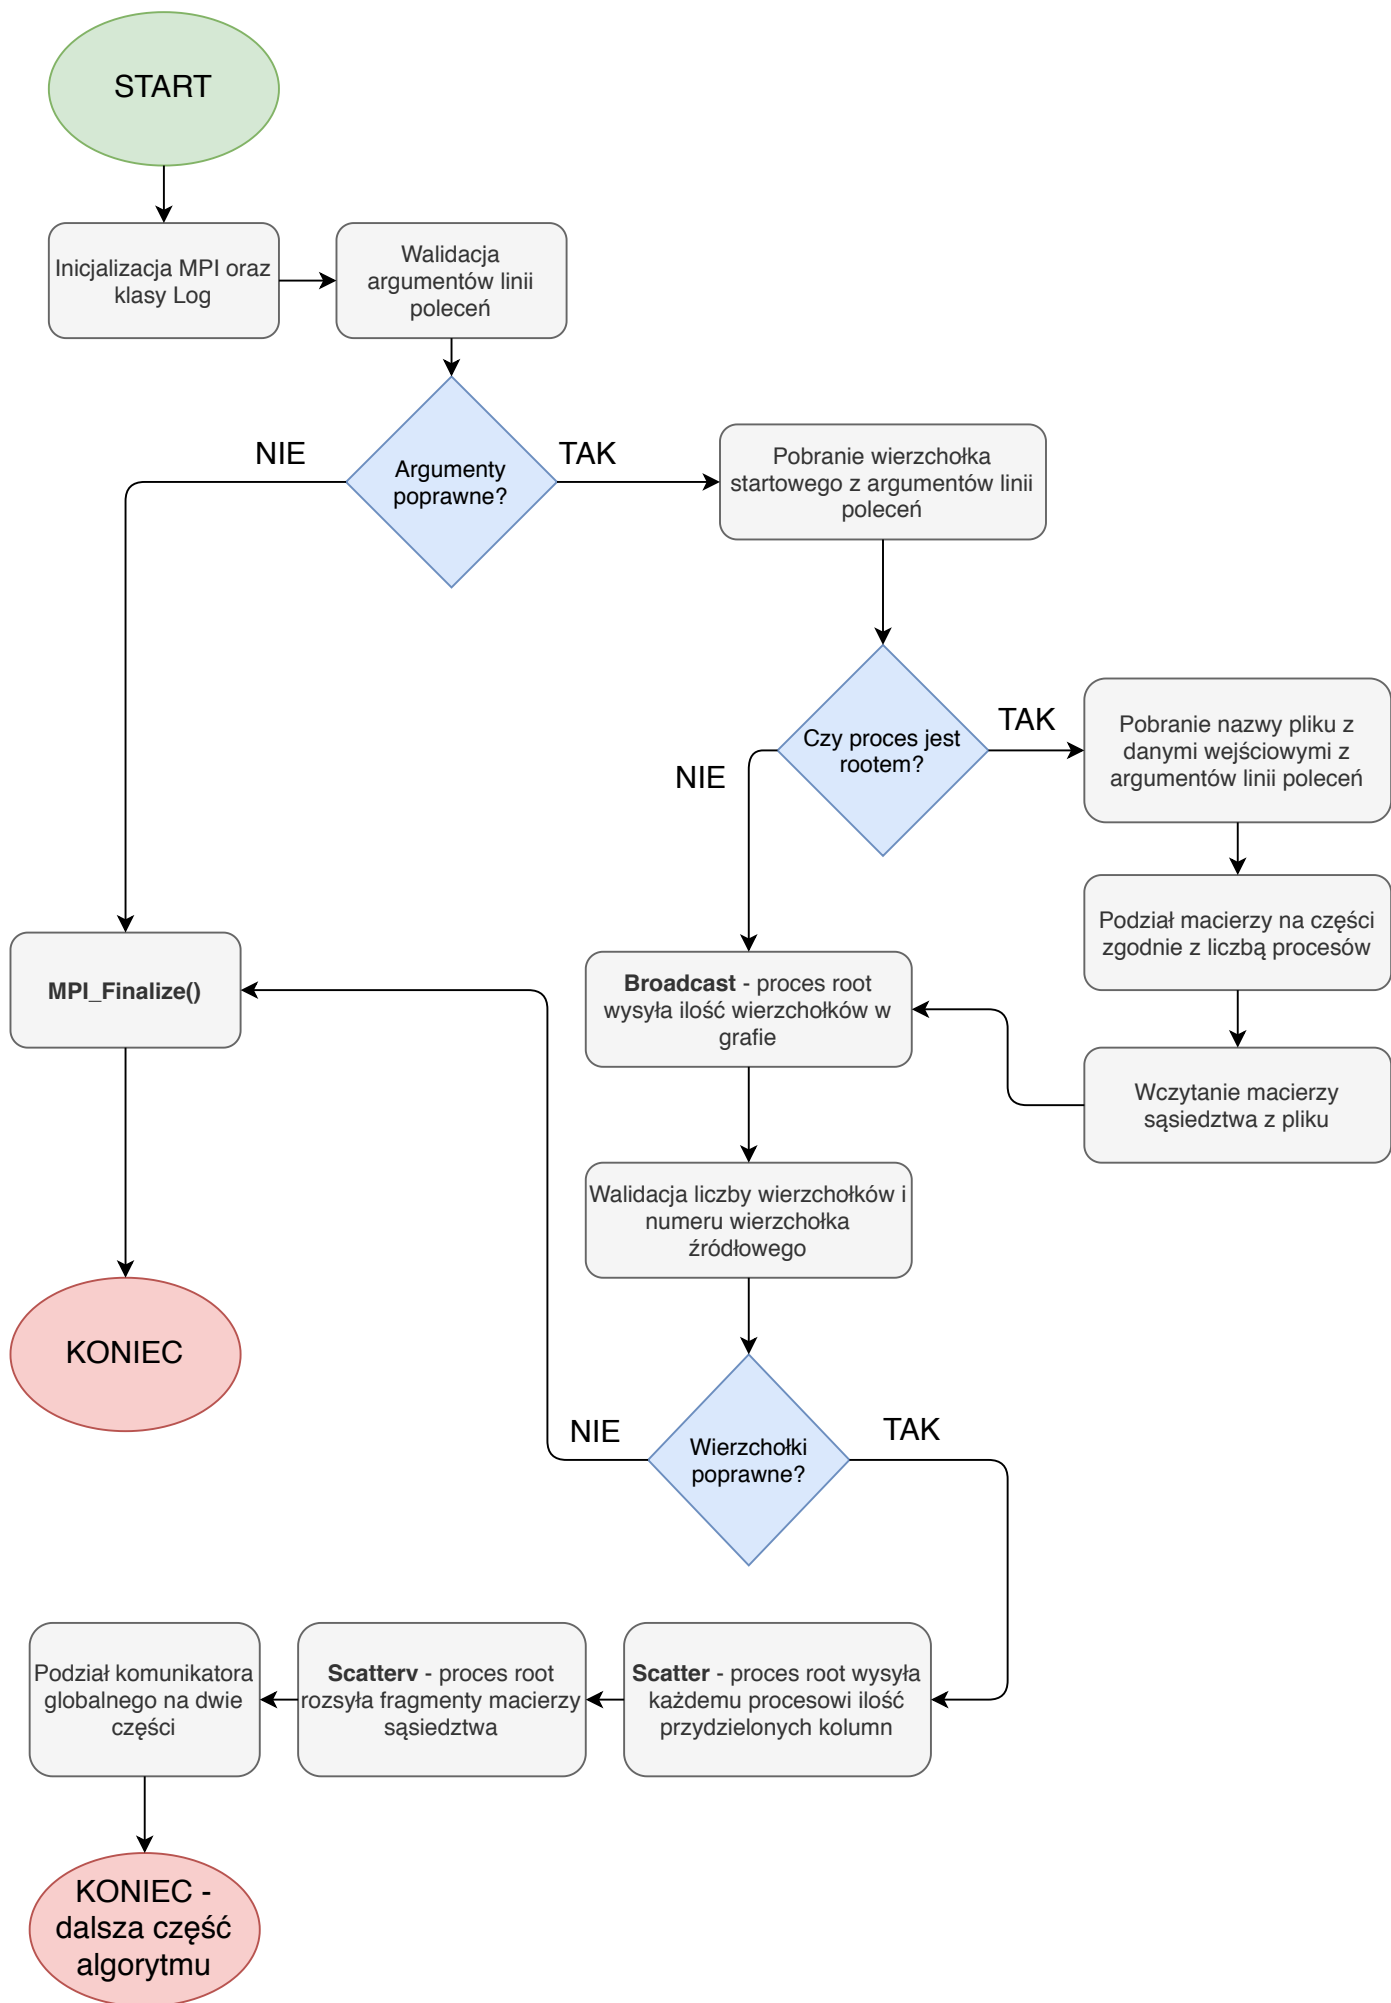 START
Inicjalizacja MPI oraz
klasy Log
Walidacja
argumentów linii
poleceń
NIE
Argumenty
poprawne?
TAK
Pobranie wierzchołka
startowego z argumentów linii
poleceń
Czy proces jest
rootem?
NIE
TAK
Pobranie nazwy pliku z
danymi wejściowymi z
argumentów linii poleceń
Podział macierzy na części
zgodnie z liczbą procesów
Wczytanie macierzy
sąsiedztwa z pliku
MPI_Finalize()
Broadcast - proces root
wysyła ilość wierzchołków w
grafie
Walidacja liczby wierzchołków i
numeru wierzchołka
źródłowego
KONIEC
NIE
Wierzchołki
poprawne?
TAK
Scatter - proces root wysyła
każdemu procesowi ilość
przydzielonych kolumn
Scatterv - proces root
rozsyła fragmenty macierzy
sąsiedztwa
Podział komunikatora
globalnego na dwie
części
KONIEC -
dalsza część
algorytmu